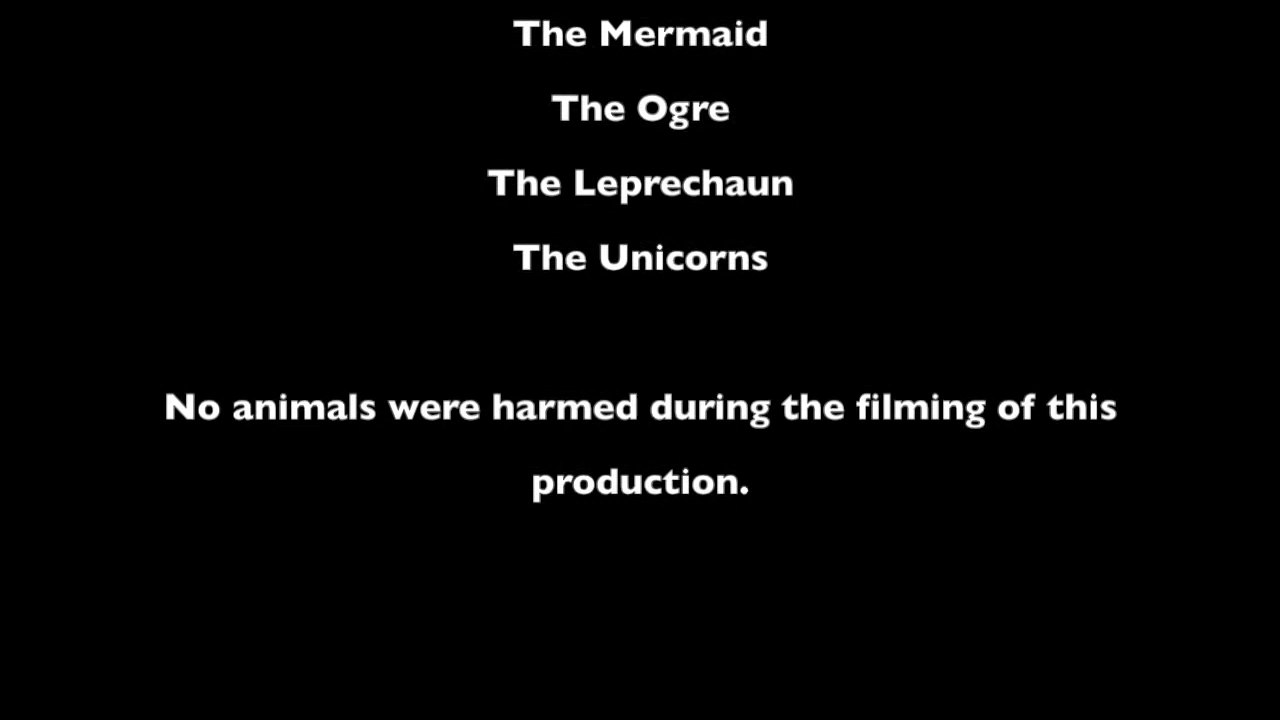 The Mermaid
The Ogre
The Leprechaun
The Unicorns
No animals were harmed during the filming of this
production.